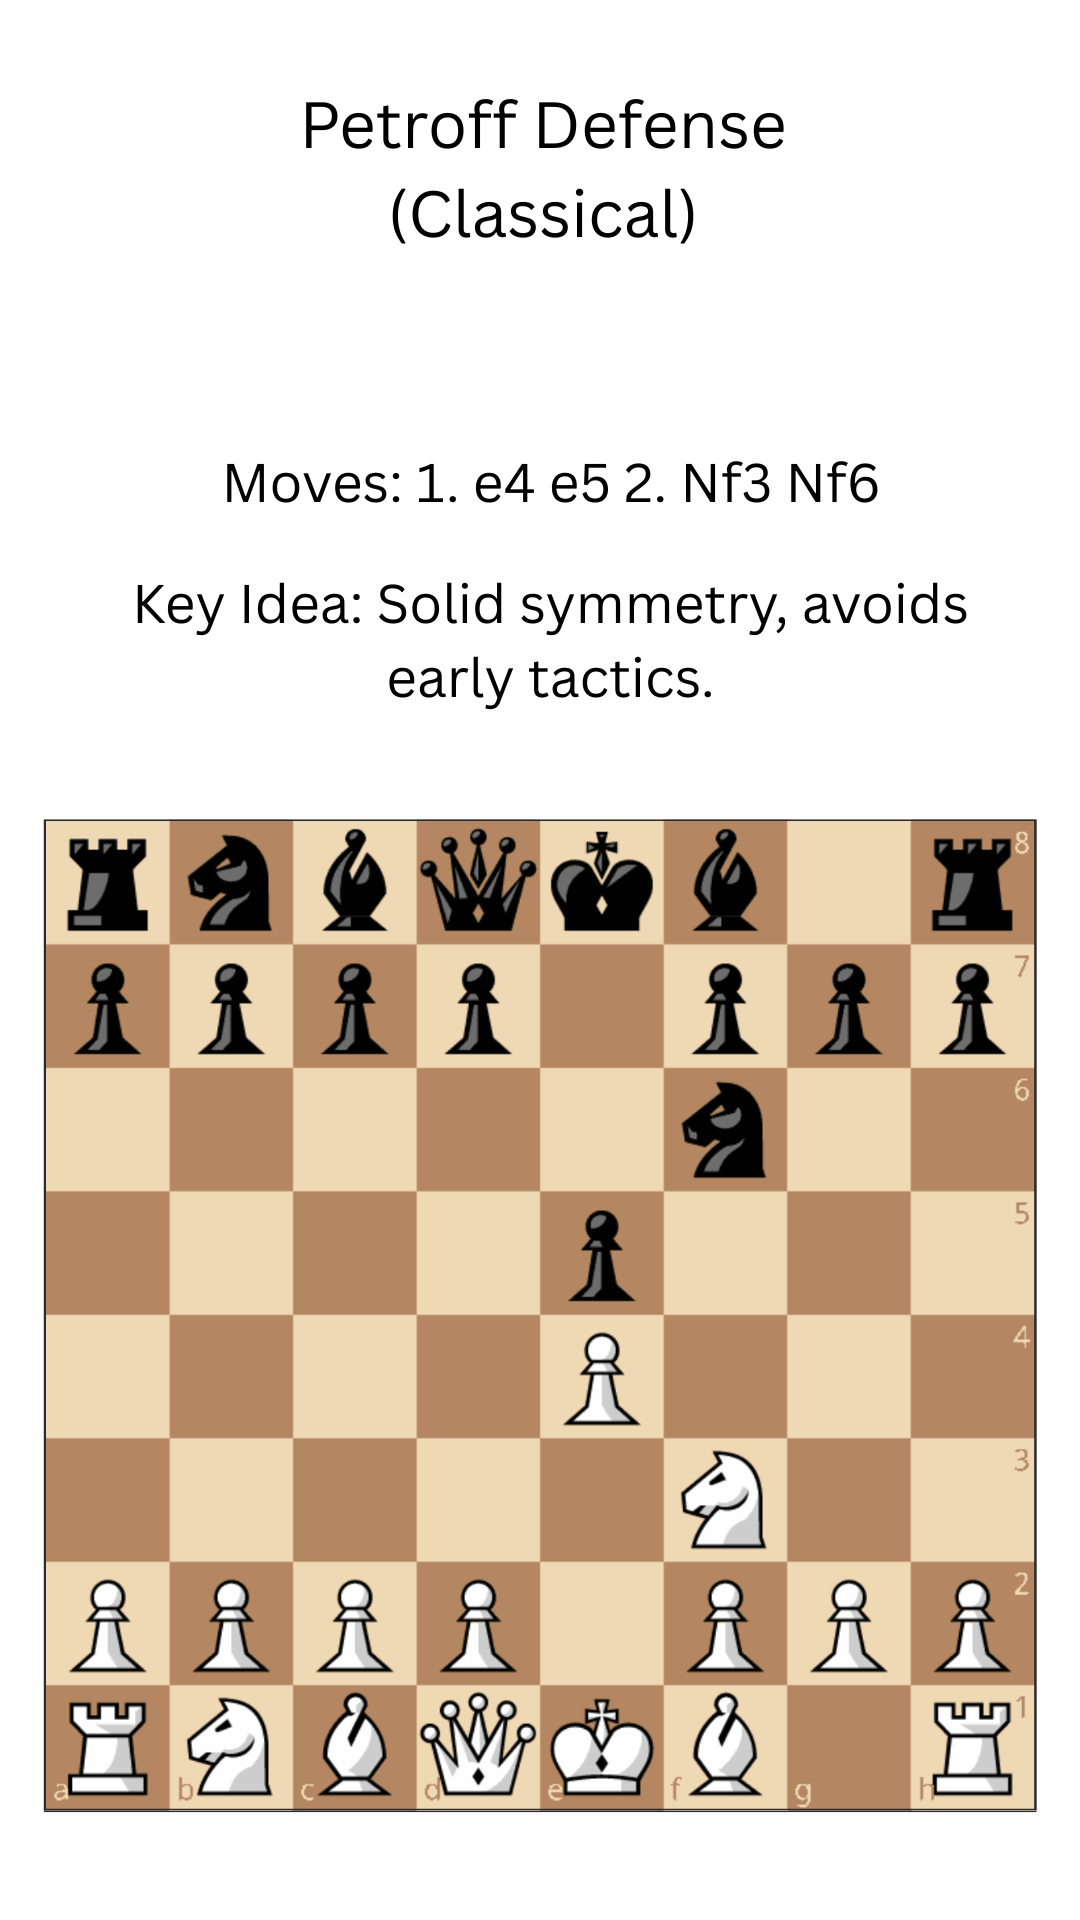 Petroff Defense
(Classical)
Moves: 1. e4 e5 2. Nf3 Nf6
Key Idea: Solid symmetry, avoids
early tactics.
8
7
6
5
4
3
2
1
a b c d e f g h